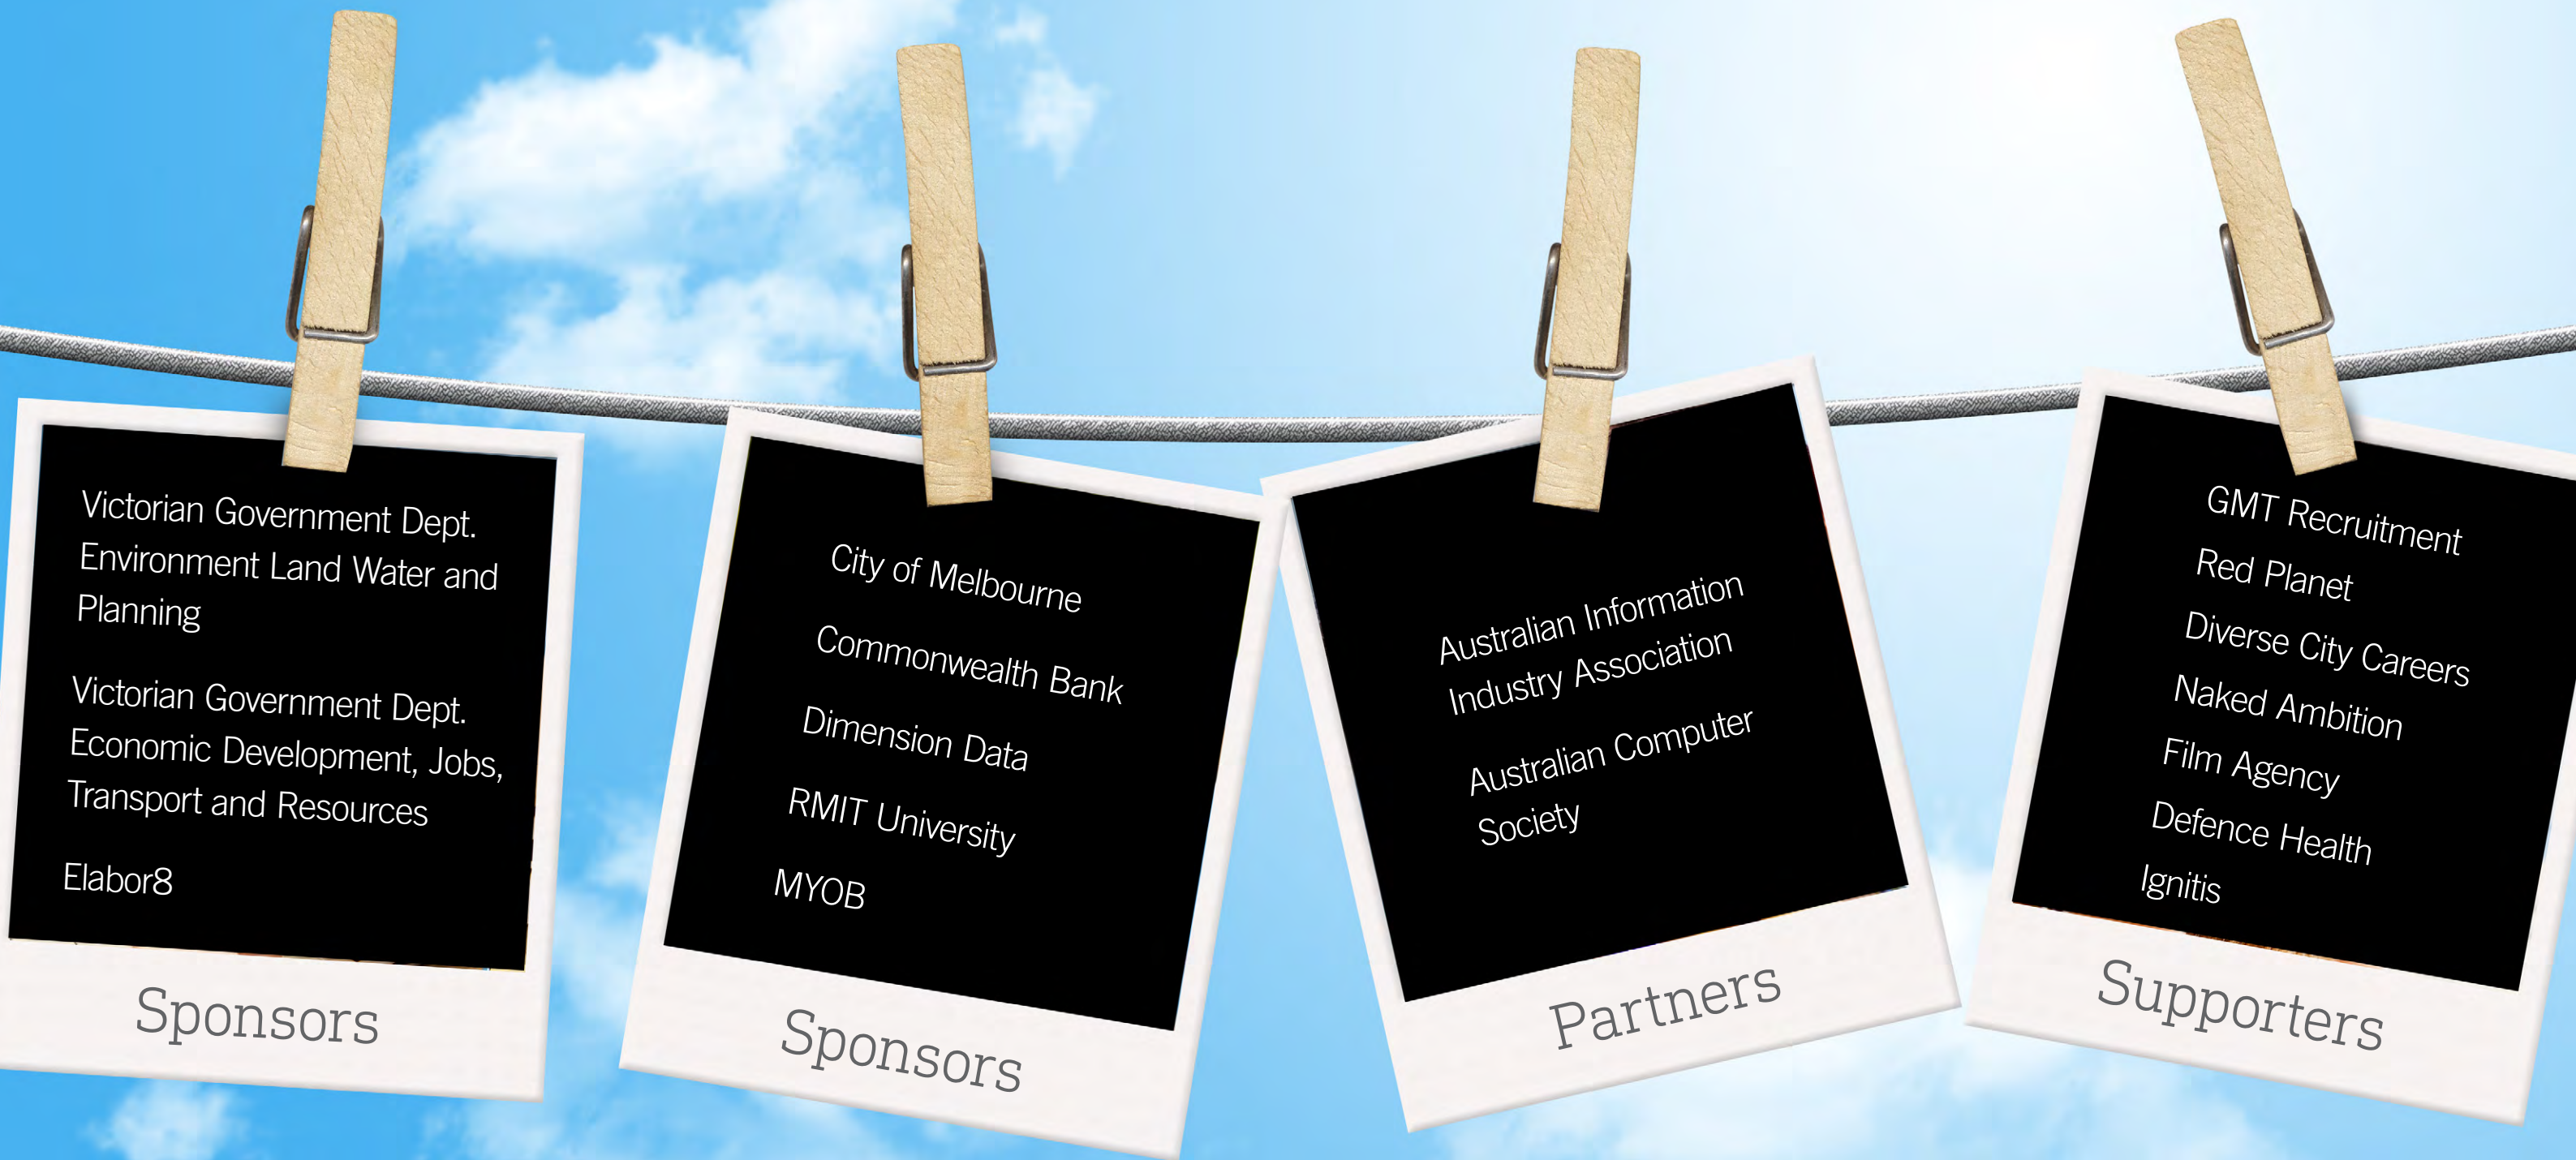 Victorian Government Dept.
Environment Land Water and
Planning
Victorian Government Dept.
Economic Development, Jobs,
Transport and Resources
Elabor8
Sponsors
City of Melbourne
Commonwealth Bank
Dimension Data
RMIT University
MYOB
Sponsors
Australian Information
Industry Association
Australian Computer
Society
Partners
GMT Recruitment
Red Planet
Diverse City Careers
Naked Ambition
Film Agency
Defence Health
Ignitis
Supporters